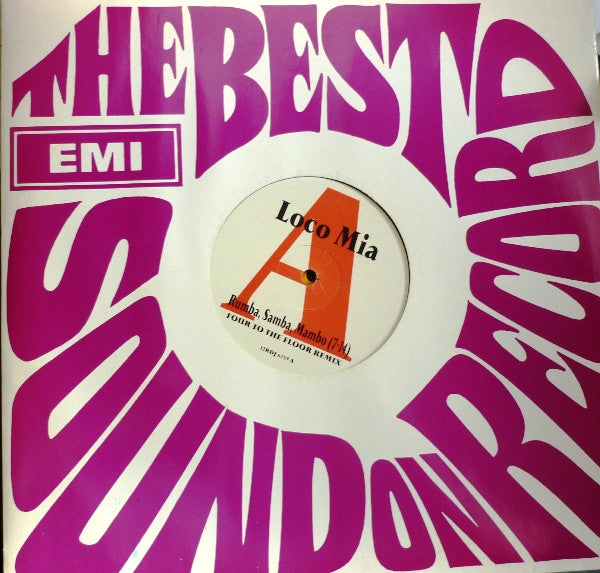 THE BEST
SOUND ON RECORD
EMI
A
Loco Mia
Rumba, Samba, Mambo (7·14)
FOUR TO THE FLOOR REMIX